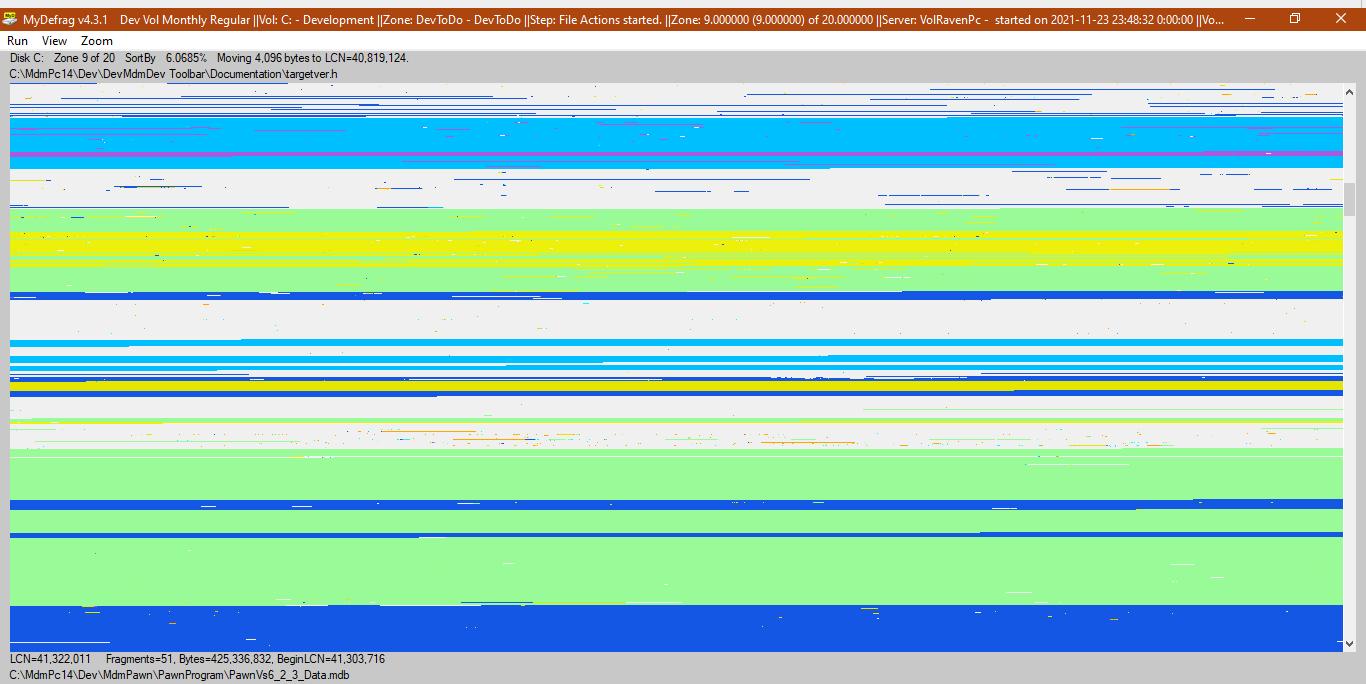 MyDefrag v4.3.1 Dev Vol Monthly Regular ||Vol: C: - Development ||Zone: DevToDo - DevToDo ||Step: File Actions started. ||Zone: 9.000000 (9.000000) of 20.000000 ||Server: VolRavenPc - started on 2021-11-23 23:48:32 0:00:00 ||Vo...
Run View Zoom
Disk C: Zone 9 of 20 SortBy 6.0685% Moving 4,096 bytes to LCN=40,819,124.
C:\MdmPc14\Dev\DevMdmDev Toolbar\Documentation\targetver.h
LCN=41,322,011 Fragments=51, Bytes=425,336,832, BeginLCN=41,303,716
C:\MdmPc14\Dev\MdmPawn\PawnProgram\PawnVs6_2_3_Data.mdb